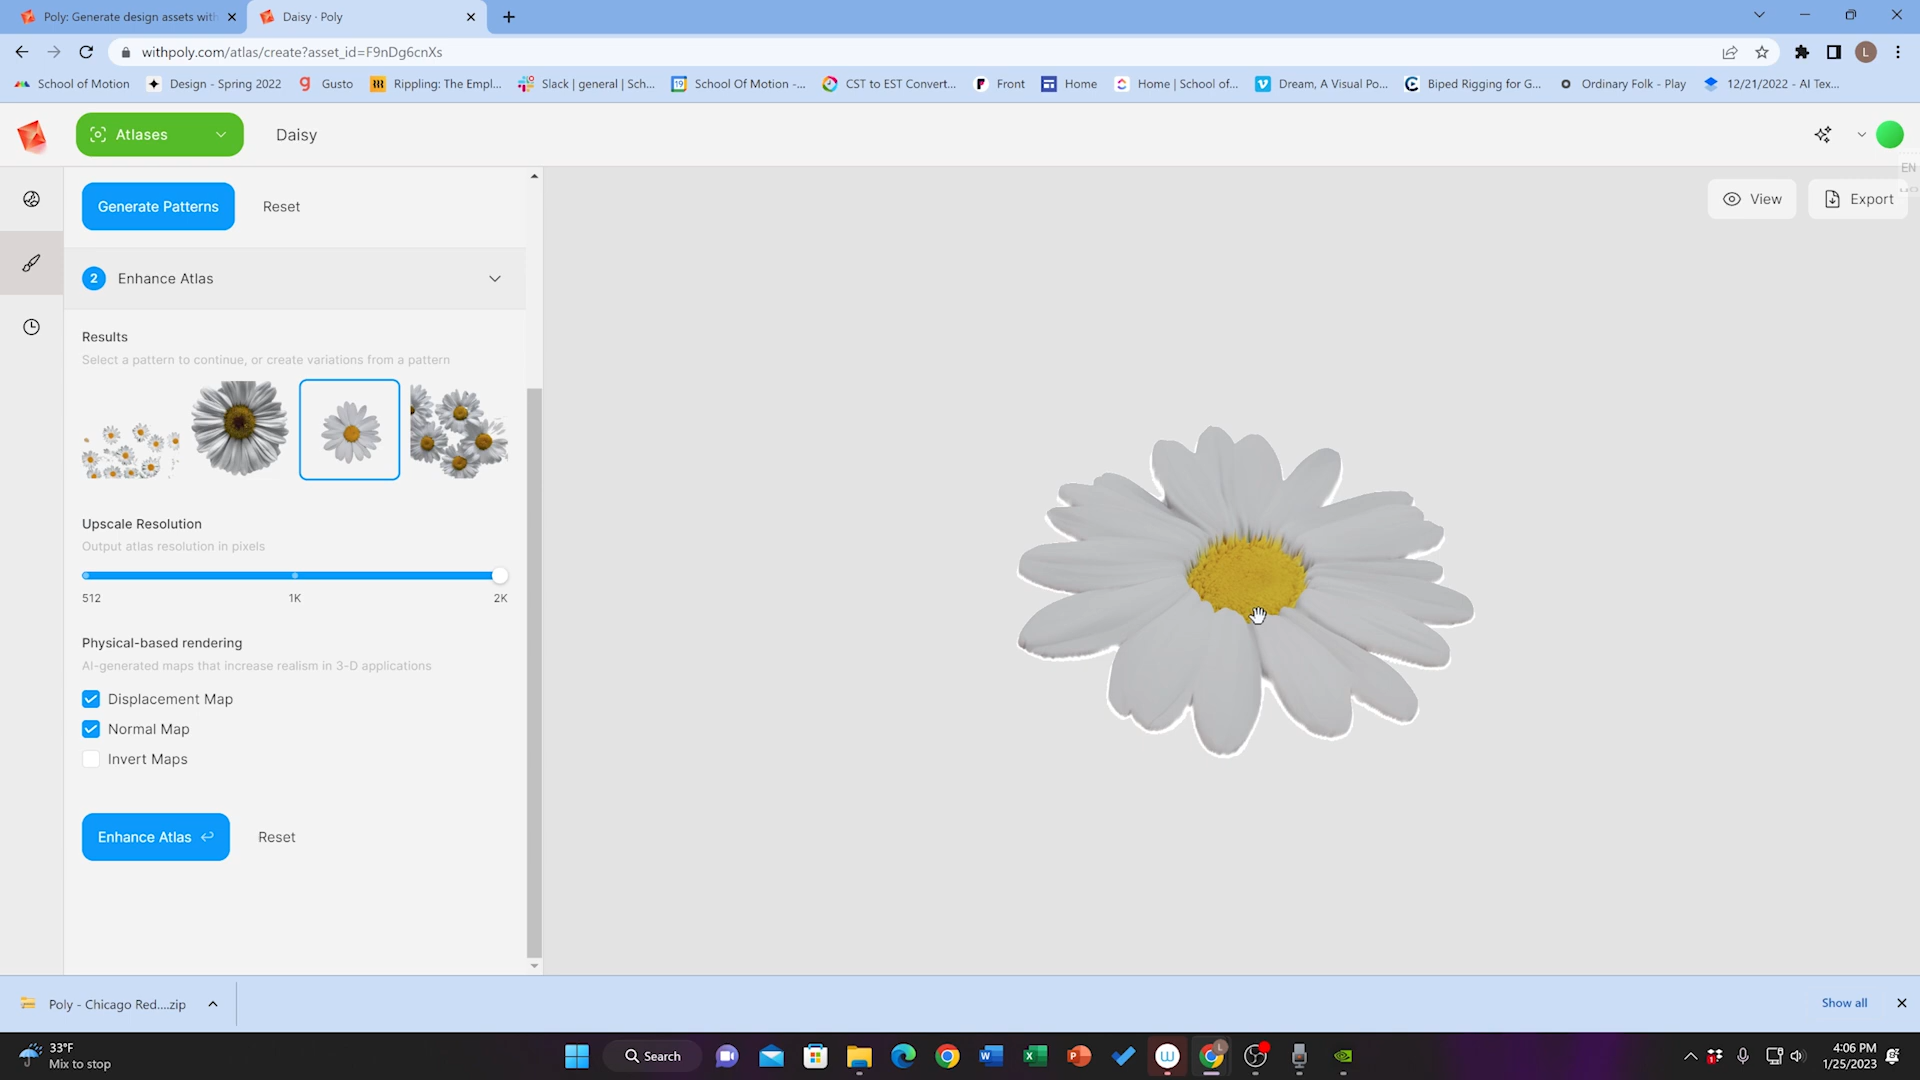 Poly: Generate design assets with
Daisy · Poly
withpoly.com/atlas/create?asset_id=F9nDg6cnXs
L
School of Motion
Design - Spring 2022
Gusto
Rippling: The Empl...
Slack | general | Sch...
School Of Motion -...
CST to EST Convert...
Front
Home
Home | School of...
Dream, A Visual Po...
Biped Rigging for G...
Ordinary Folk - Play
12/21/2022 - AI Tex...
Atlases
Daisy
EN
Generate Patterns
Reset
View
Export
2
Enhance Atlas
Results
Select a pattern to continue, or create variations from a pattern
Upscale Resolution
Output atlas resolution in pixels
512
1K
2K
Physical-based rendering
AI-generated maps that increase realism in 3-D applications
Displacement Map
Normal Map
Invert Maps
Enhance Atlas
Reset
Poly - Chicago Red....zip
Show all
33°F
Mix to stop
Search
4:06 PM
1/25/2023